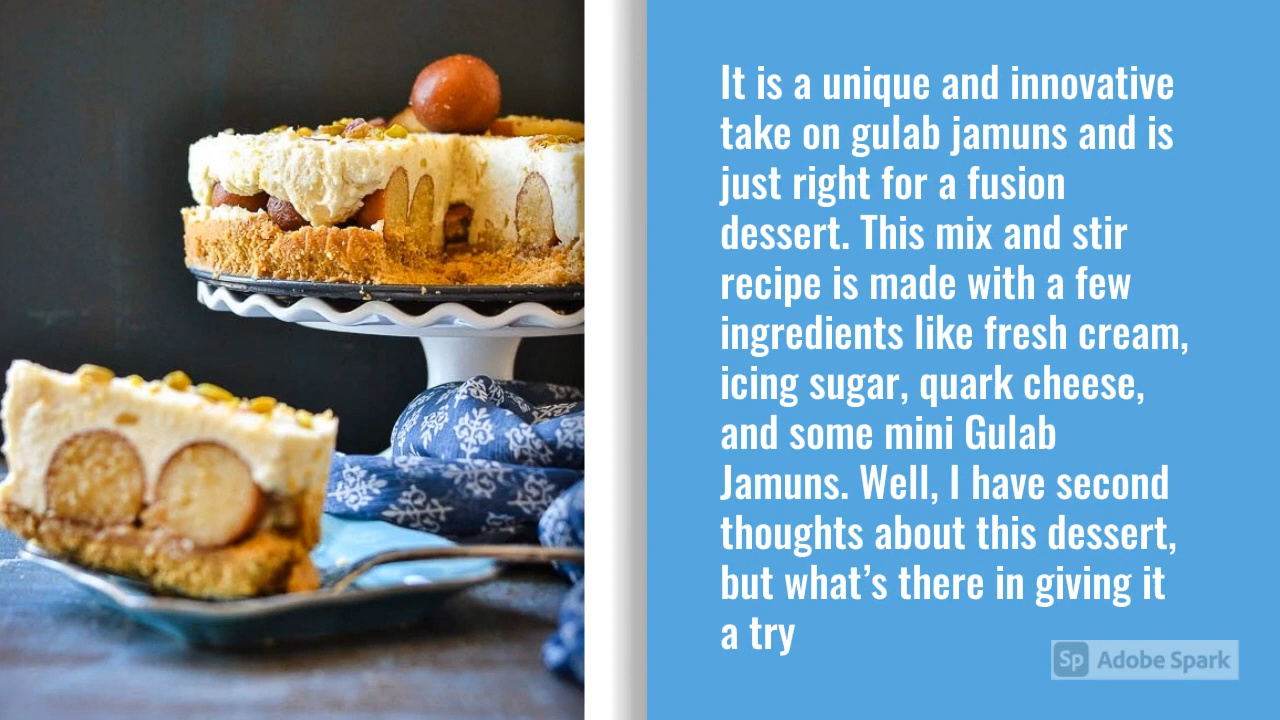 It is a unique and innovative
take on gulab jamuns and is
just right for a fusion
dessert. This mix and stir
recipe is made with a few
ingredients like fresh cream,
icing sugar, quark cheese,
and some mini Gulab
Jamuns. Well, I have second
thoughts about this dessert,
but what’s there in giving it
a try
Sp Adobe Spark